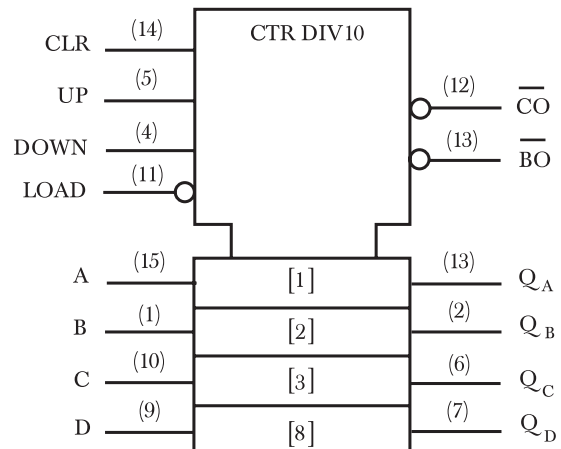 CTR DIV10
CLR (14)
UP (5)
DOWN (4)
LOAD (11)
(12) CO
(13) BO
A (15) [1] (13) QA
B (1) [2] (2) QB
C (10) [3] (6) QC
D (9) [8] (7) QD